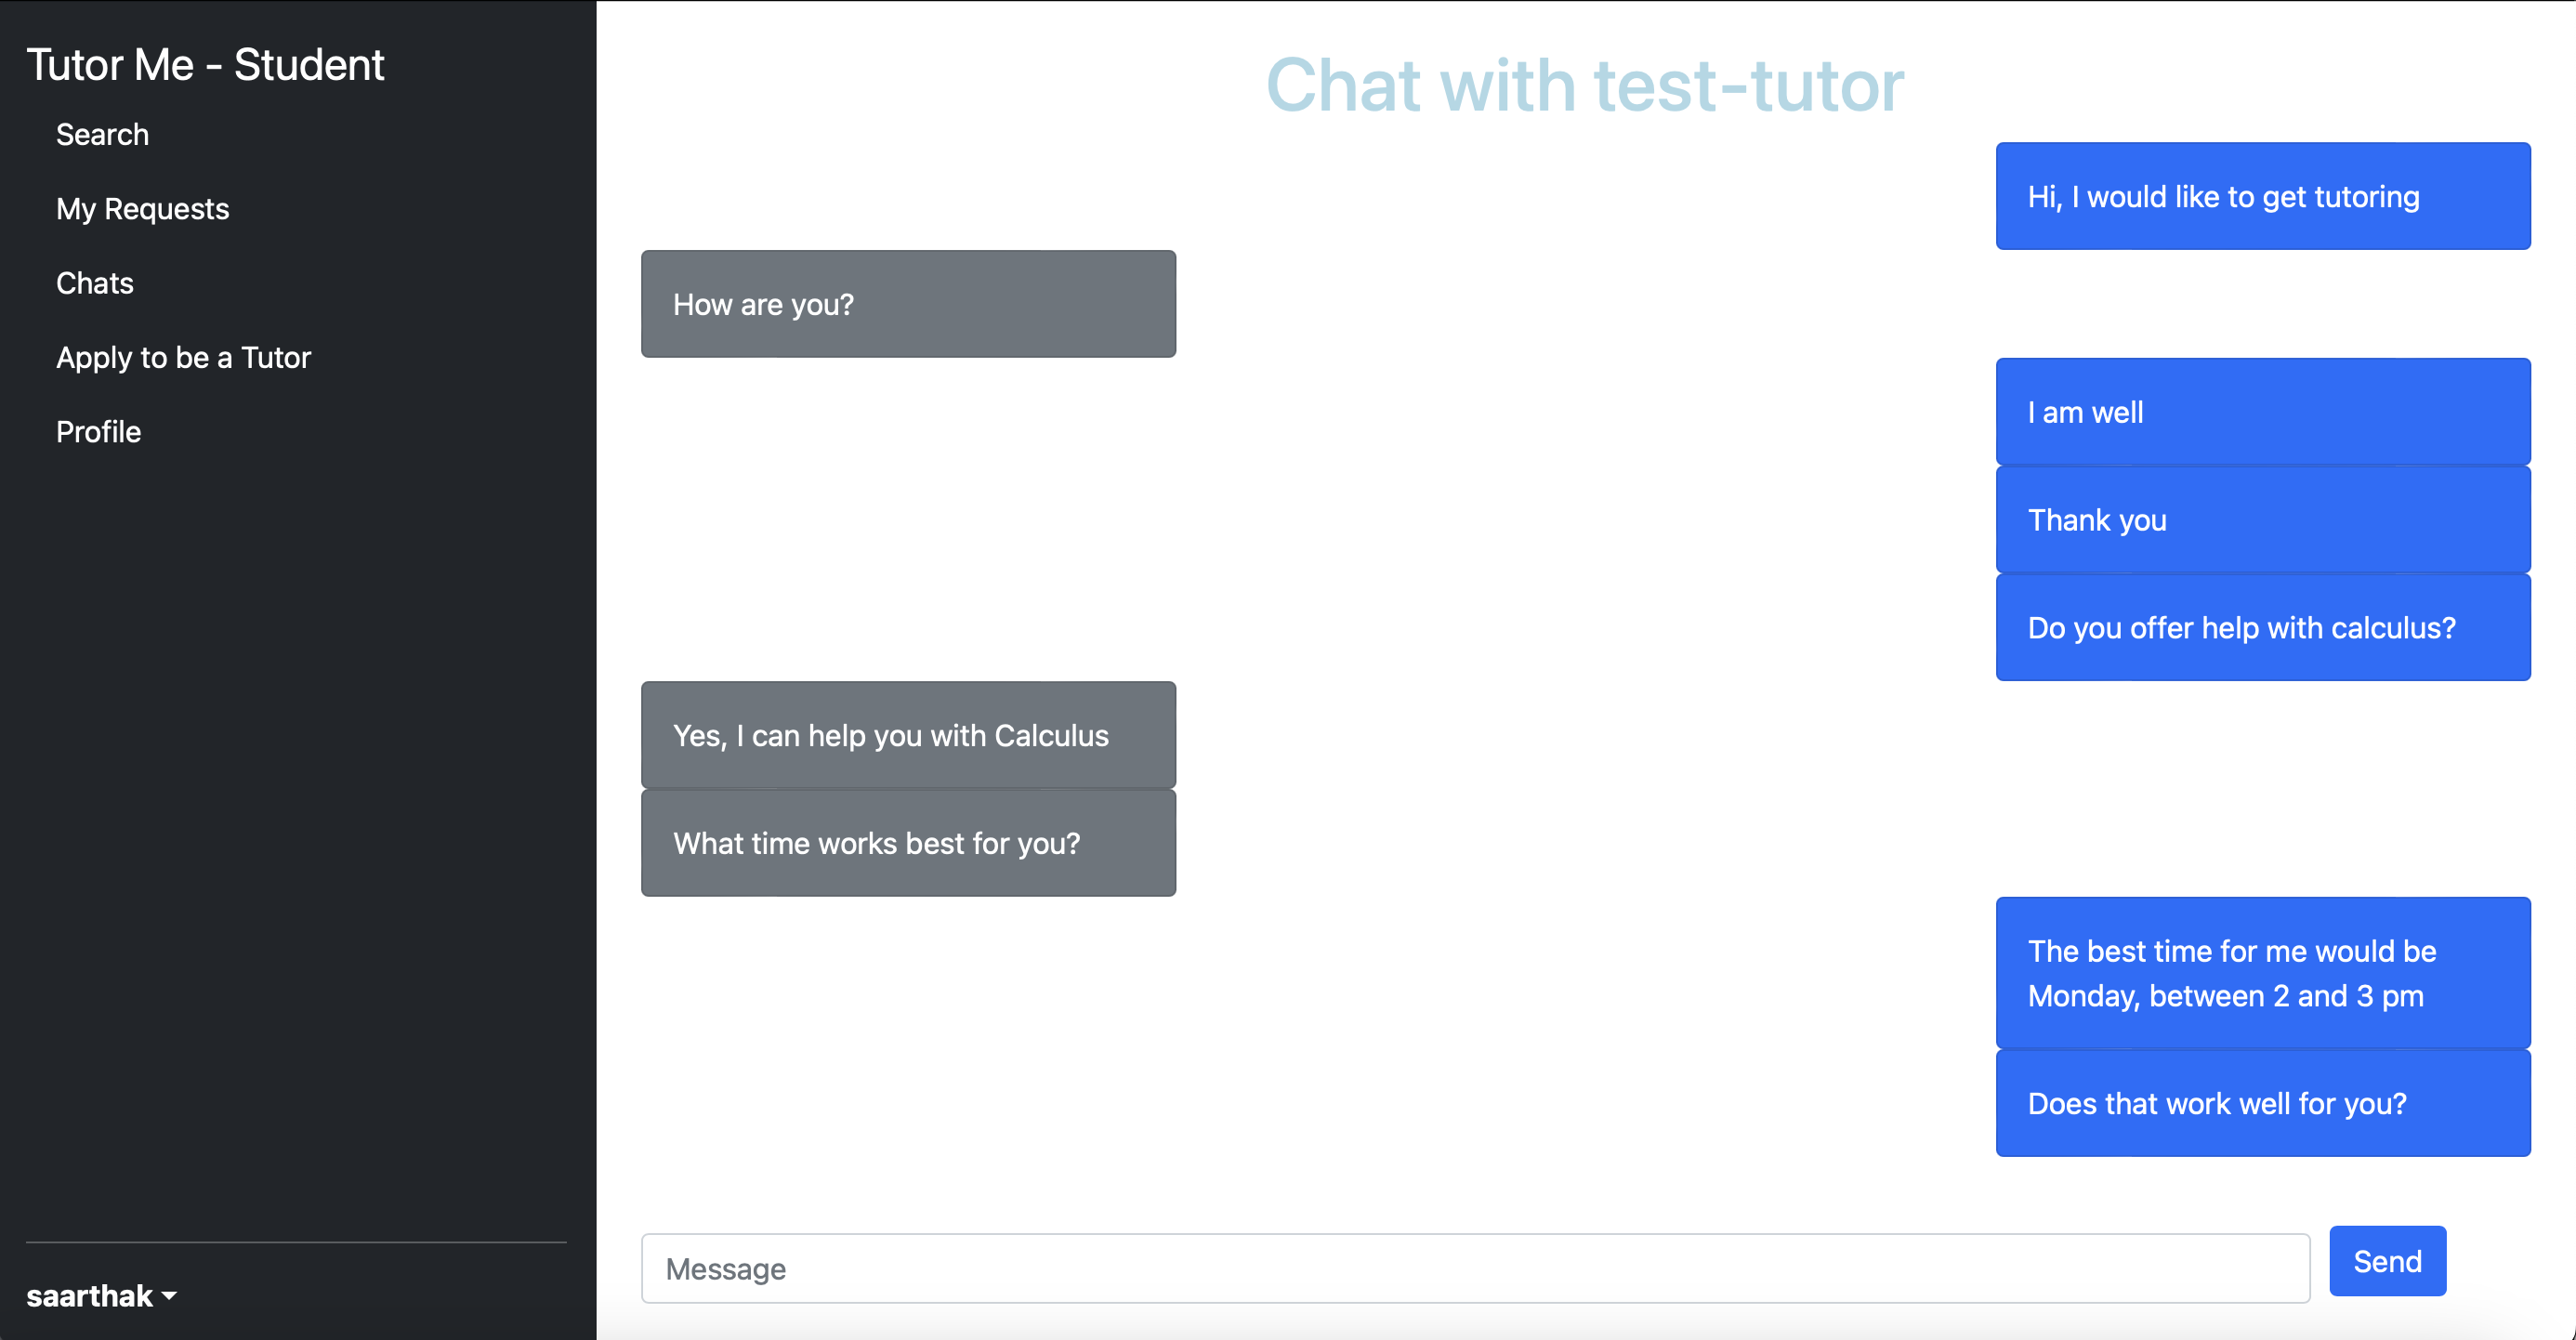 Tutor Me - Student
Search
My Requests
Chats
Apply to be a Tutor
Profile
saarthak
Chat with test-tutor
Hi, I would like to get tutoring
How are you?
I am well
Thank you
Do you offer help with calculus?
Yes, I can help you with Calculus
What time works best for you?
The best time for me would be
Monday, between 2 and 3 pm
Does that work well for you?
Message
Send